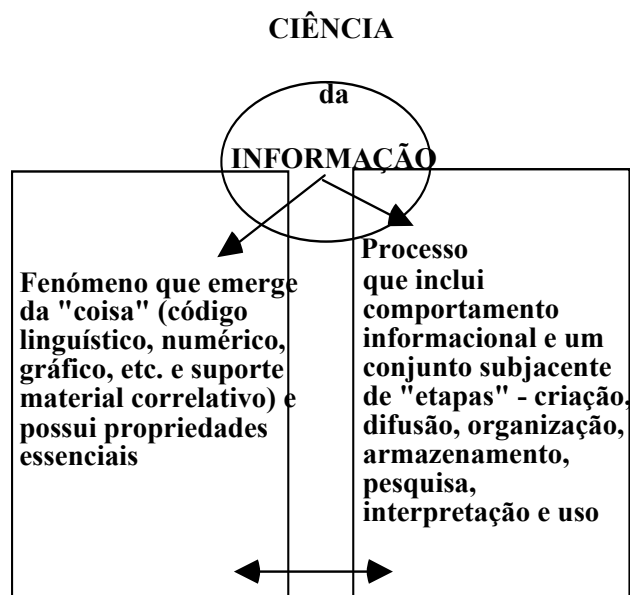 CIÊNCIA
da
INFORMAÇÃO
Fenómeno que emerge
da "coisa" (código
linguístico, numérico,
gráfico, etc. e suporte
material correlativo) e
possui propriedades
essenciais
Processo
que inclui
comportamento
informacional e um
conjunto subjacente
de "etapas" - criação,
difusão, organização,
armazenamento,
pesquisa,
interpretação e uso